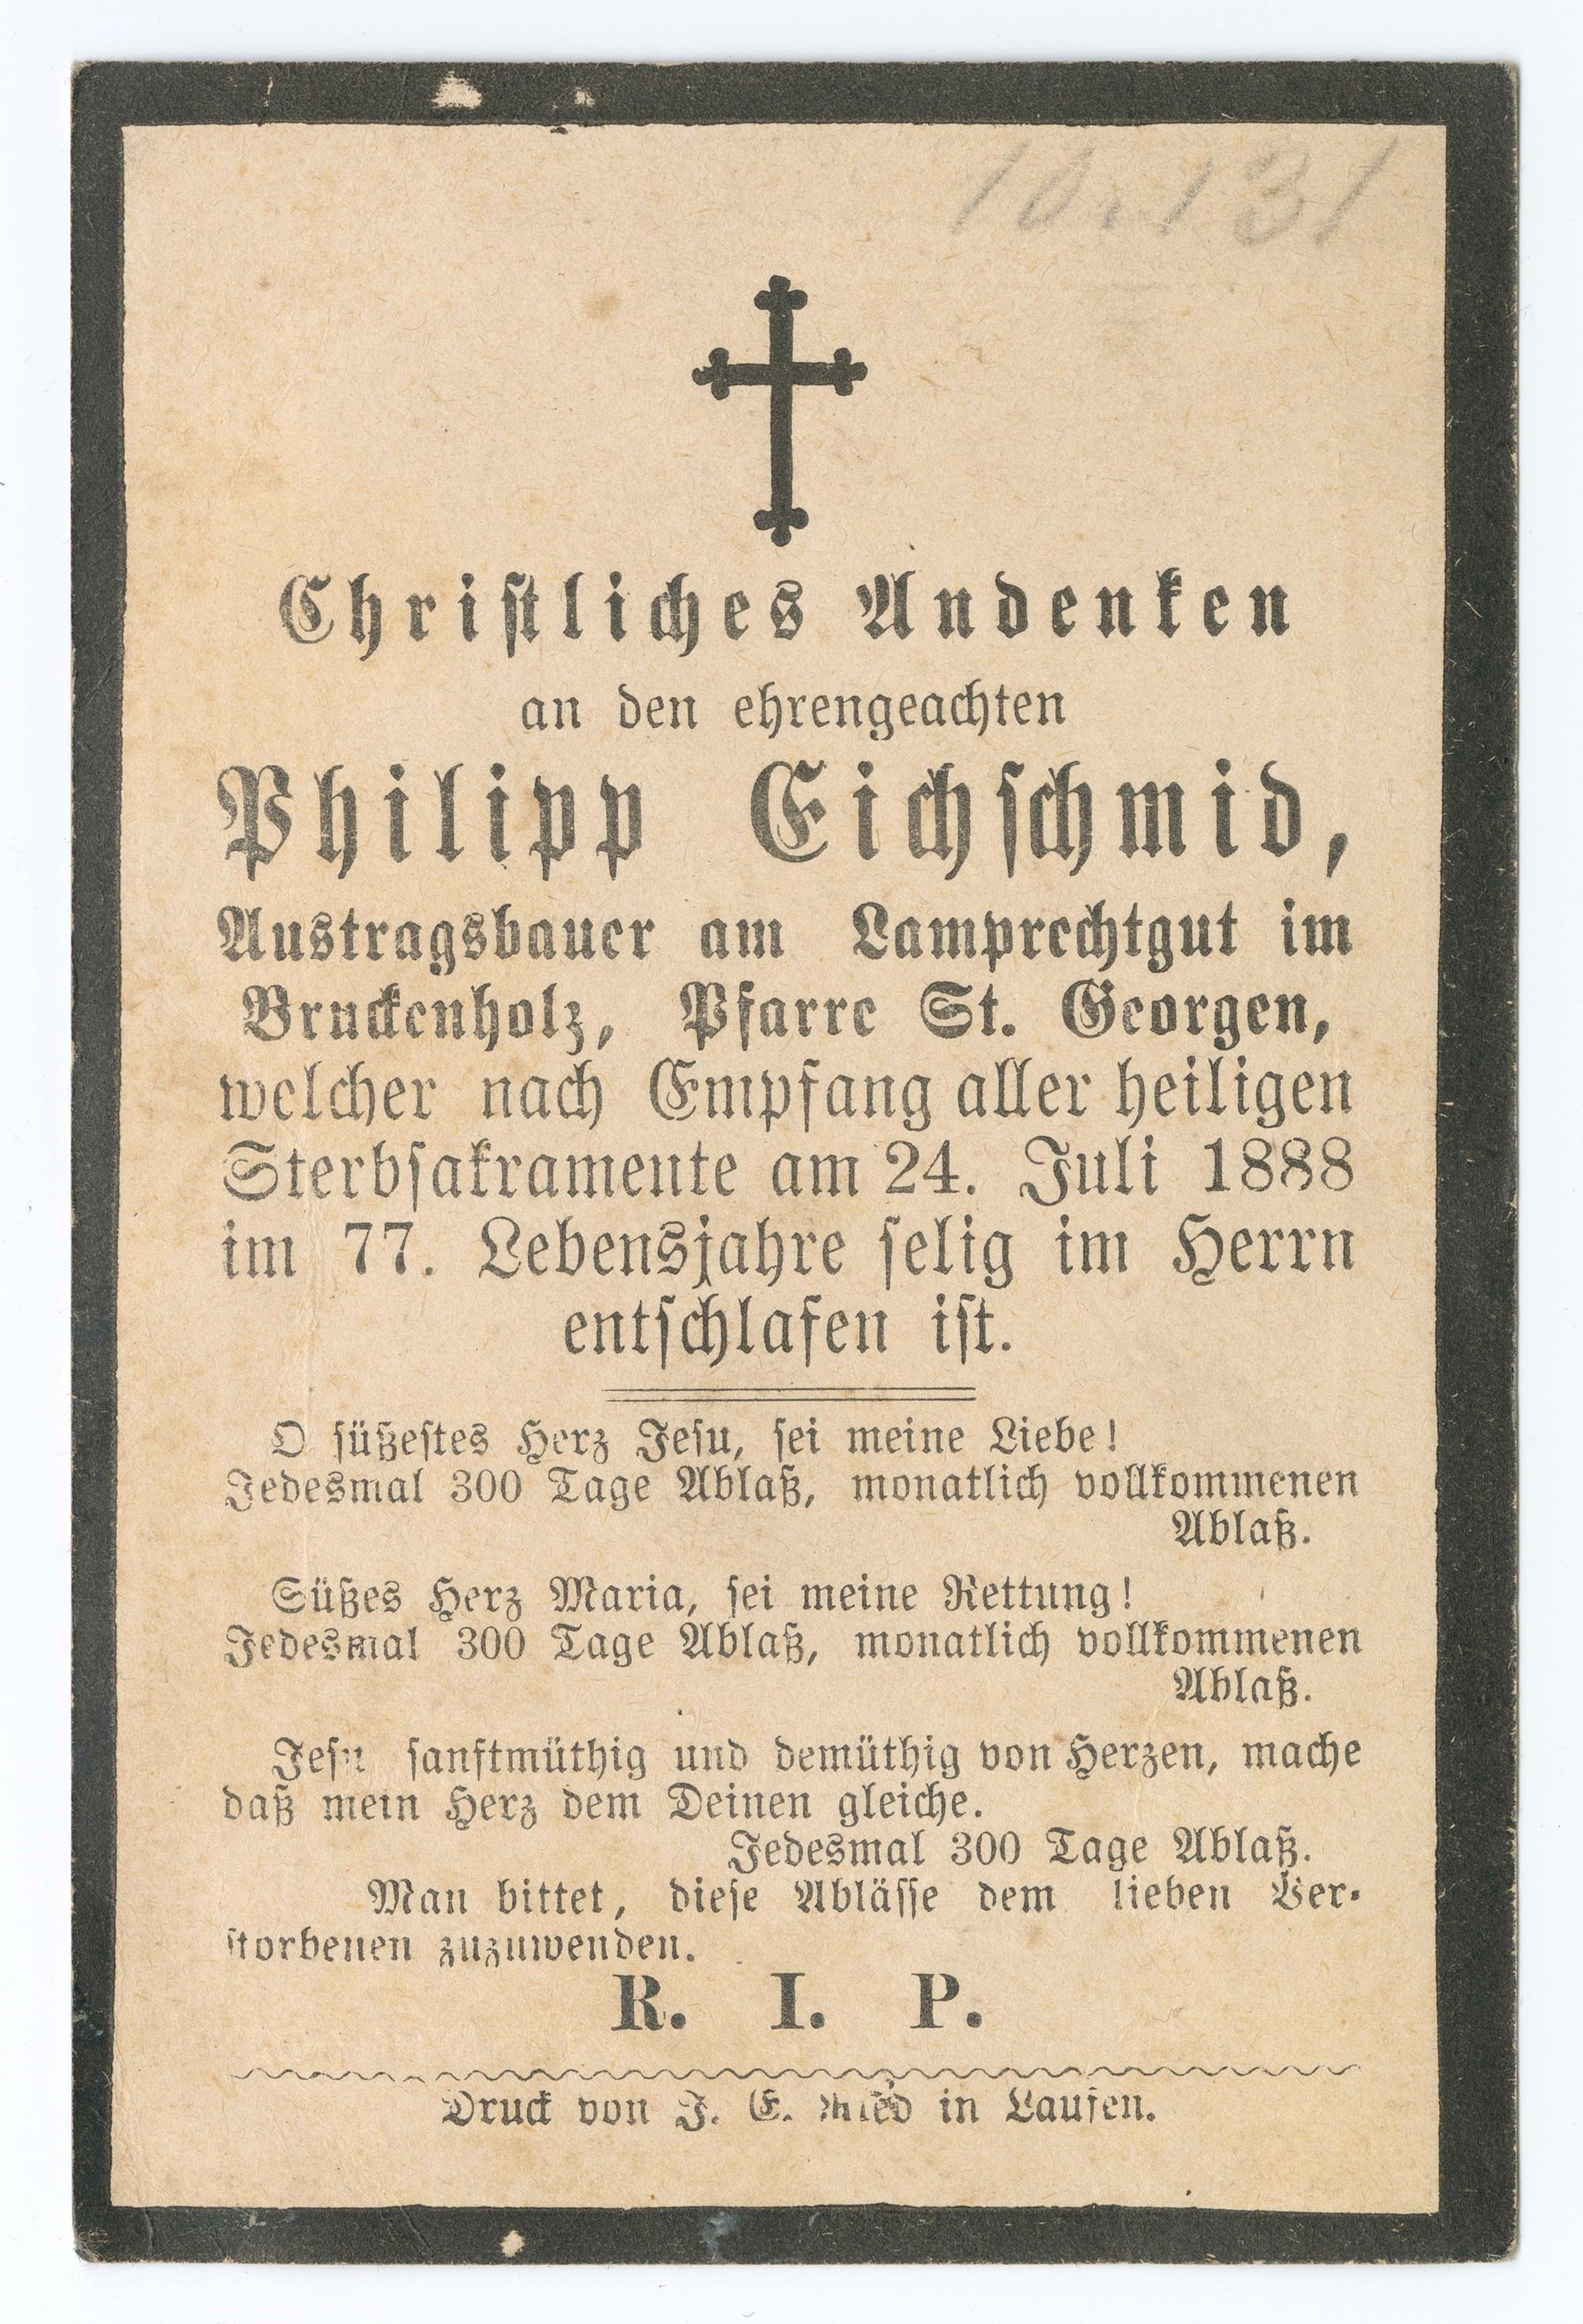 10.131
Christliches Andenken
an den ehrengeachten
Philipp Eichschmid,
Austragsbauer am Lamprechtgut im
Bruckenholz, Pfarre St. Georgen,
welcher nach Empfang aller heiligen
Sterbsakramente am 24. Juli 1888
im 77. Lebensjahre selig im Herrn
entschlafen ist.
O süßestes Herz Jesu, sei meine Liebe!
Jedesmal 300 Tage Ablaß, monatlich vollkommenen
Ablaß.
Süßes Herz Maria, sei meine Rettung!
Jedesmal 300 Tage Ablaß, monatlich vollkommenen
Ablaß.
Jesu sanftmüthig und demüthig von Herzen, mache
daß mein Herz dem Deinen gleiche.
Jedesmal 300 Tage Ablaß.
Man bittet, diese Ablässe dem lieben Ver-
storbenen zuzuwenden.
R. I. P.
Druck von J. E. in Laufen.